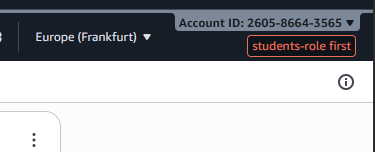 Account ID: 2605-8664-3565
Europe (Frankfurt)
students-role first